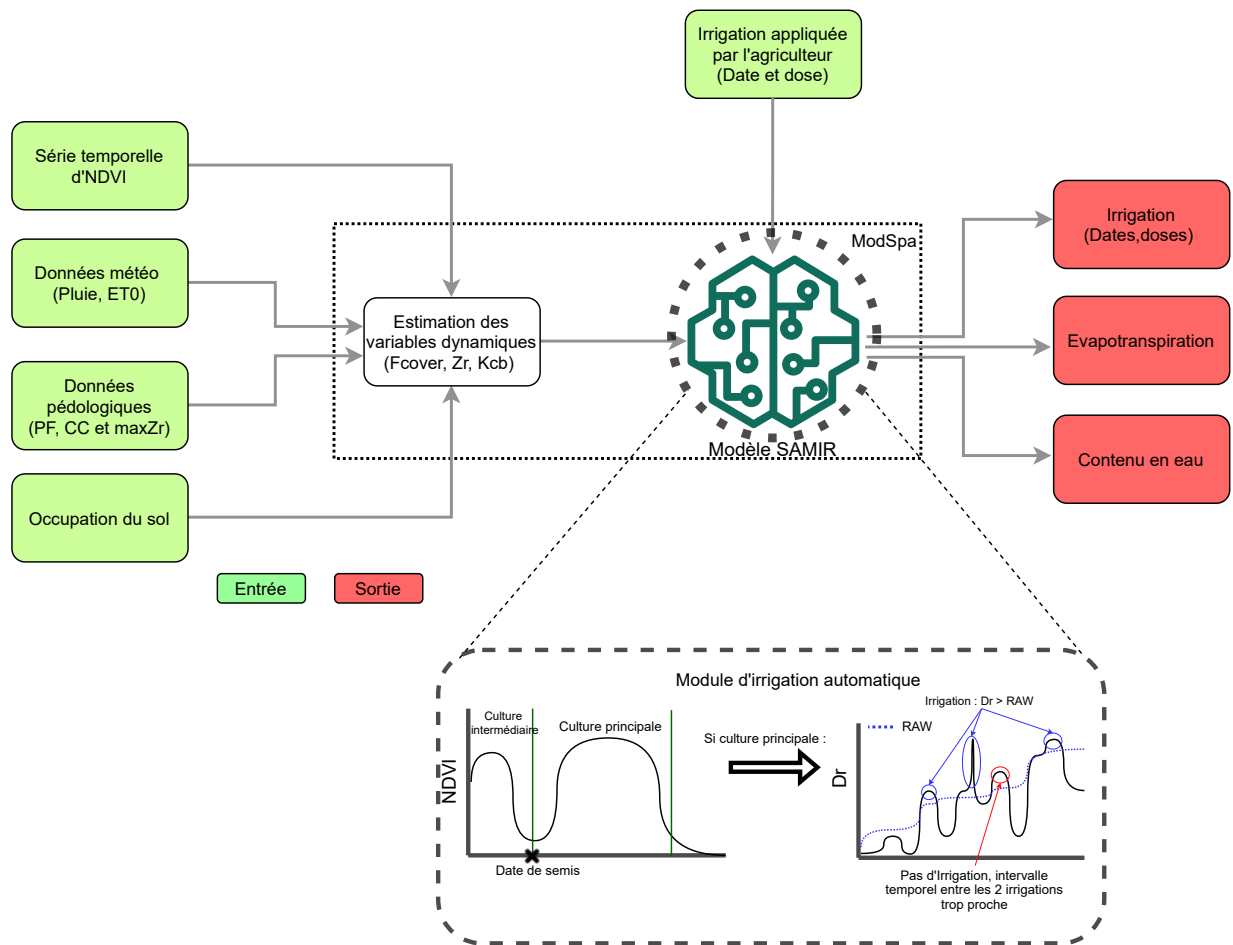 Irrigation appliquée
par l'agriculteur
(Date et dose)
Série temporelle
d'NDVI
Données météo
(Pluie, ET0)
Données
pédologiques
(PF, CC et maxZr)
Occupation du sol
ModSpa
Estimation des
variables dynamiques
(Fcover, Zr, Kcb)
Modèle SAMIR
Irrigation
(Dates,doses)
Evapotranspiration
Contenu en eau
Entrée
Sortie
Module d'irrigation automatique
Culture
intermédiaire
Culture principale
NDVI
Date de semis
Si culture principale :
Irrigation : Dr > RAW
RAW
Dr
Pas d'Irrigation, intervalle
temporel entre les 2 irrigations
trop proche